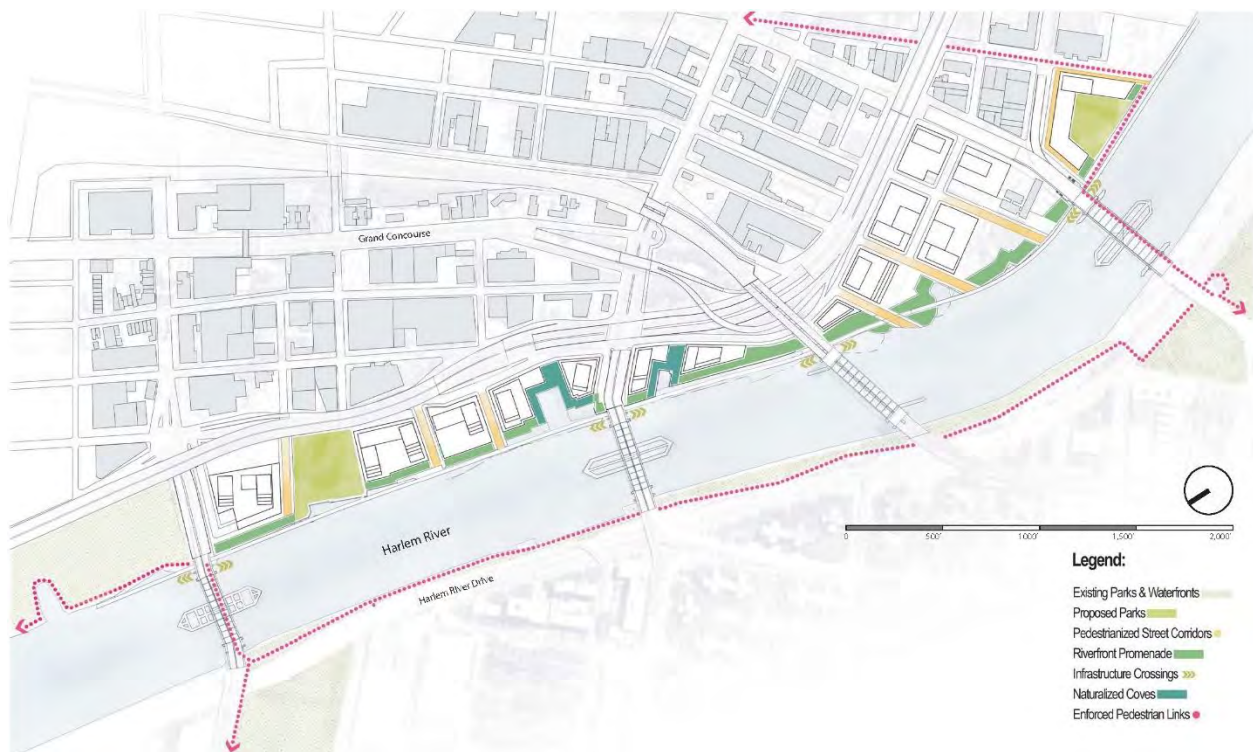 Grand Concourse
Harlem River
Harlem River Drive
0 500' 1000' 1,500' 2,000'
Legend:
Existing Parks & Waterfronts
Proposed Parks
Pedestrianized Street Corridors
Riverfront Promenade
Infrastructure Crossings
Naturalized Coves
Enforced Pedestrian Links